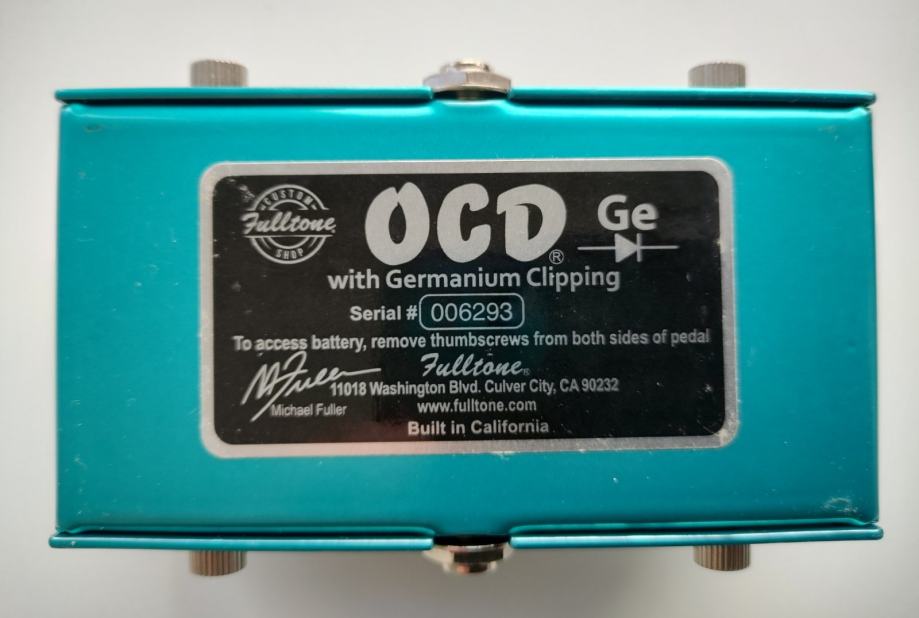 CUSTOM
Fulltone
SHOP
OCD®
Ge
with Germanium Clipping
Serial # 006293
To access battery, remove thumbscrews from both sides of pedal
M Fuller
Fulltone®
11018 Washington Blvd. Culver City, CA 90232
Michael Fuller
www.fulltone.com
Built in California